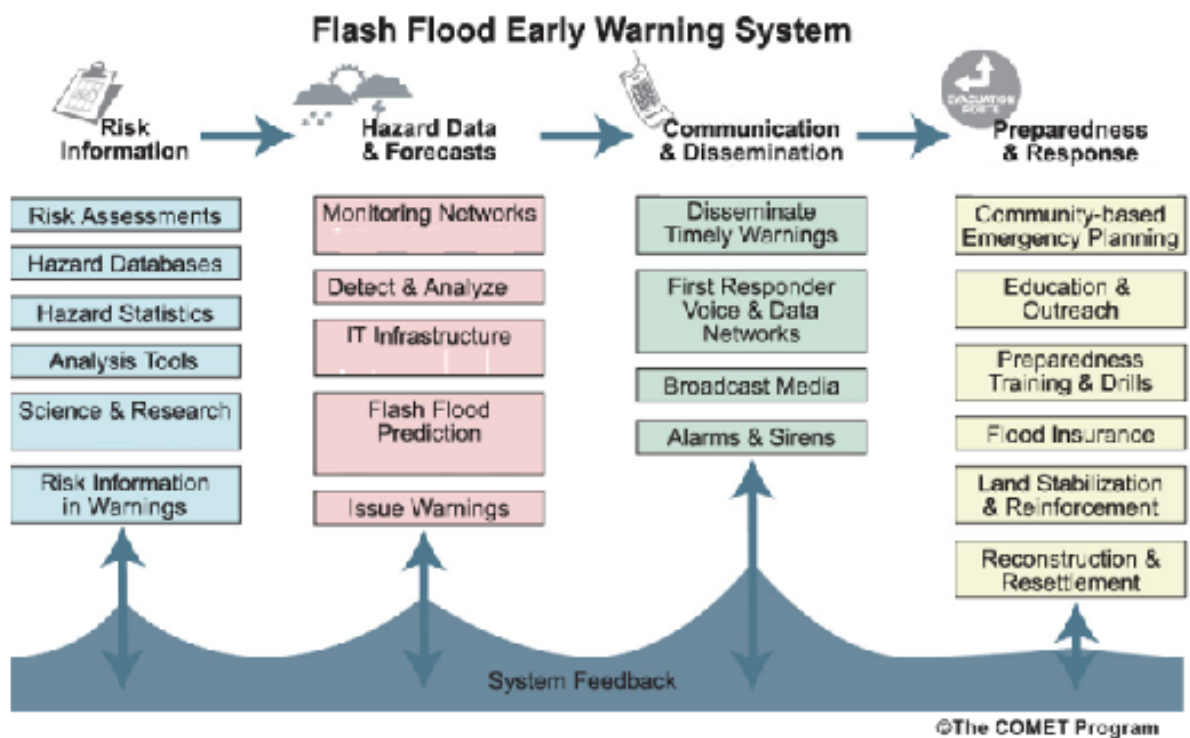 Flash Flood Early Warning System
Risk
Information
Hazard Data
& Forecasts
Communication
& Dissemination
EVACUATION
ROUTE
Preparedness
& Response
Risk Assessments
Hazard Databases
Hazard Statistics
Analysis Tools
Science & Research
Risk Information
in Warnings
Monitoring Networks
Detect & Analyze
IT Infrastructure
Flash Flood
Prediction
Issue Warnings
Disseminate
Timely Warnings
First Responder
Voice & Data
Networks
Broadcast Media
Alarms & Sirens
Community-based
Emergency Planning
Education &
Outreach
Preparedness
Training & Drills
Flood Insurance
Land Stabilization
& Reinforcement
Reconstruction &
Resettlement
System Feedback
©The COMET Program